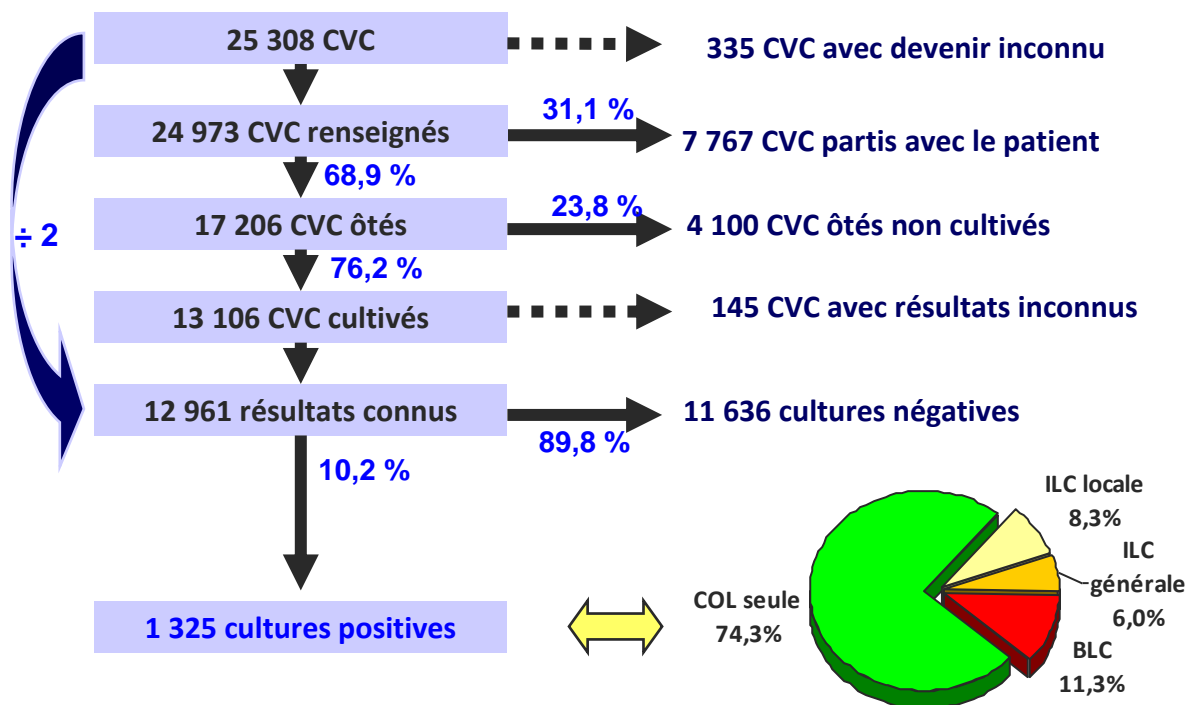 25 308 CVC
335 CVC avec devenir inconnu
31,1 %
24 973 CVC renseignés
7 767 CVC partis avec le patient
68,9 %
23,8 %
17 206 CVC ôtés
4 100 CVC ôtés non cultivés
÷ 2
76,2 %
13 106 CVC cultivés
145 CVC avec résultats inconnus
12 961 résultats connus
11 636 cultures négatives
89,8 %
10,2 %
ILC locale
8,3%
ILC
générale
6,0%
COL seule
74,3%
1 325 cultures positives
BLC
11,3%